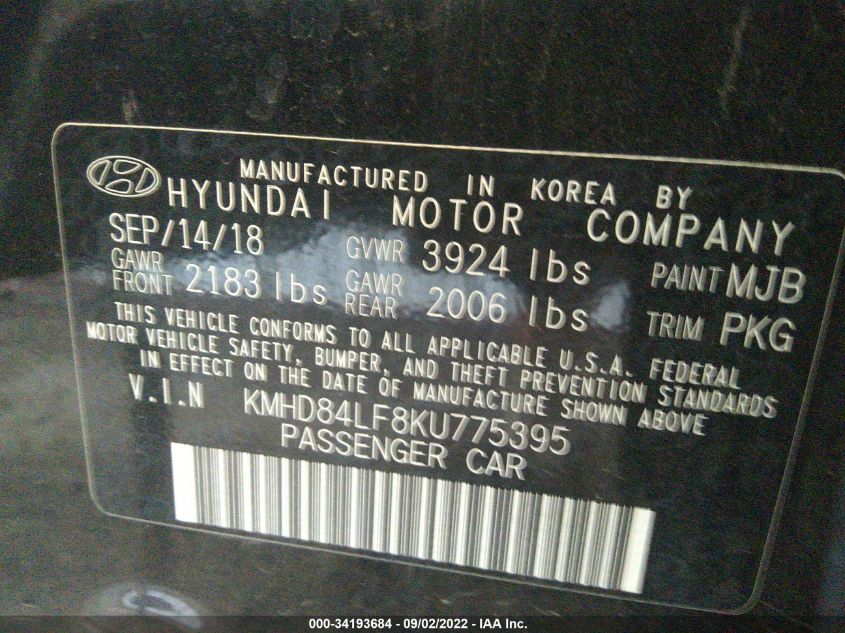 MANUFACTURED IN KOREA BY
HYUNDAI MOTOR COMPANY
SEP/14/18 GVWR 3924 lbs PAINT MJB
GAWR FRONT 2183 lbs GAWR REAR 2006 lbs TRIM PKG
THIS VEHICLE CONFORMS TO ALL APPLICABLE U.S.A. FEDERAL
MOTOR VEHICLE SAFETY, BUMPER, AND THEFT PREVENTION STANDARDS
IN EFFECT ON THE DATE OF MANUFACTURE SHOWN ABOVE
V.I.N KMHD84LF8KU775395
PASSENGER CAR
000-34193684 - 09/02/2022 - IAA Inc.